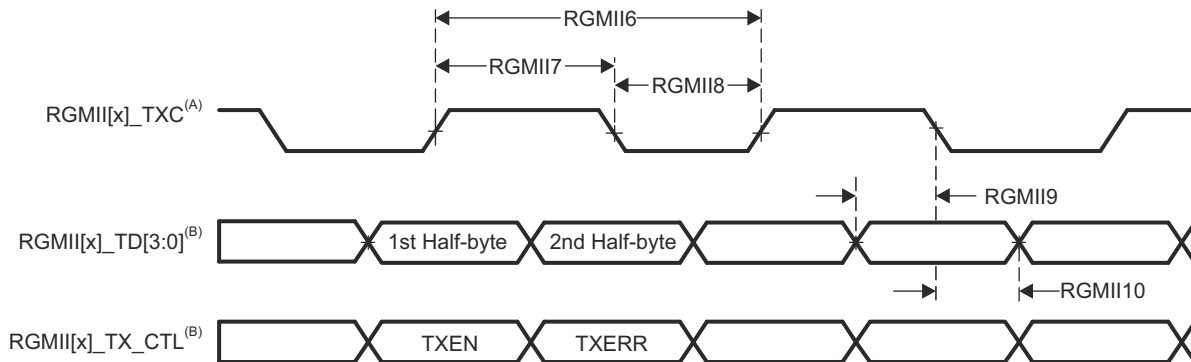 RGMII6
RGMII7
RGMII8
RGMII[x]_TXC(A)
RGMII9
RGMII[x]_TD[3:0](B)
1st Half-byte
2nd Half-byte
RGMII10
RGMII[x]_TX_CTL(B)
TXEN
TXERR